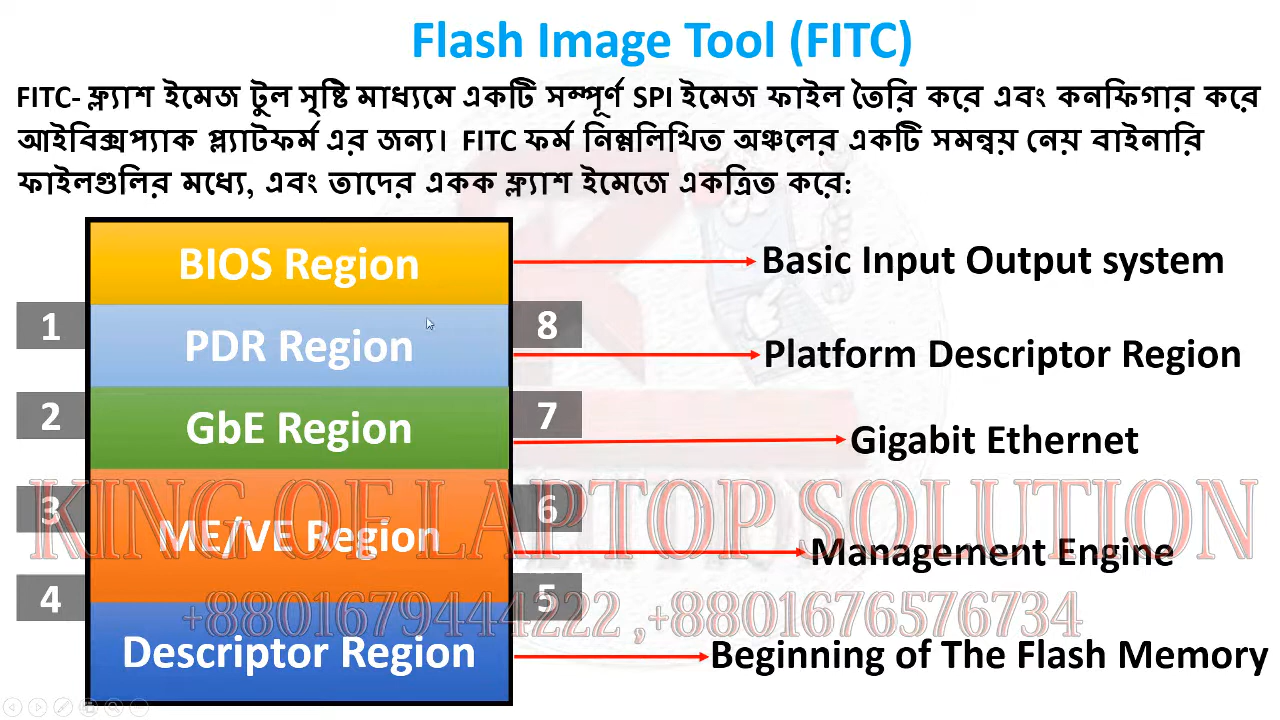 Flash Image Tool (FITC)
FITC- ফ্ল্যাশ ইমেজ টুল সৃষ্টি মাধ্যমে একটি সম্পূর্ণ SPI ইমেজ ফাইল তৈরি করে এবং কনফিগার করে
আইবিক্সপ্যাক প্ল্যাটফর্ম এর জন্য। FITC ফর্ম নিম্নলিখিত অঞ্চলের একটি সমন্বয় নেয় বাইনারি
ফাইলগুলির মধ্যে, এবং তাদের একক ফ্ল্যাশ ইমেজে একত্রিত করে:
BIOS Region
Basic Input Output system
1
8
PDR Region
Platform Descriptor Region
2
7
GbE Region
Gigabit Ethernet
3
6
KING OF LAPTOP SOLUTION
ME/VE Region
Management Engine
4
5
+8801679444222 ,+8801676576734
Descriptor Region
Beginning of The Flash Memory